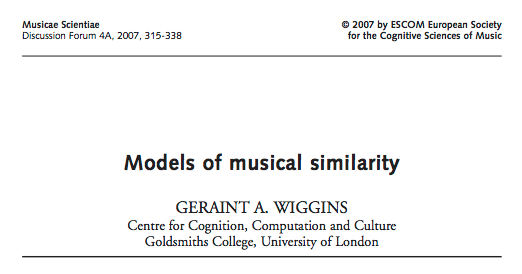 Musicae Scientiae
Discussion Forum 4A, 2007, 315-338
© 2007 by ESCOM European Society
for the Cognitive Sciences of Music
Models of musical similarity
GERAINT A. WIGGINS
Centre for Cognition, Computation and Culture
Goldsmiths College, University of London